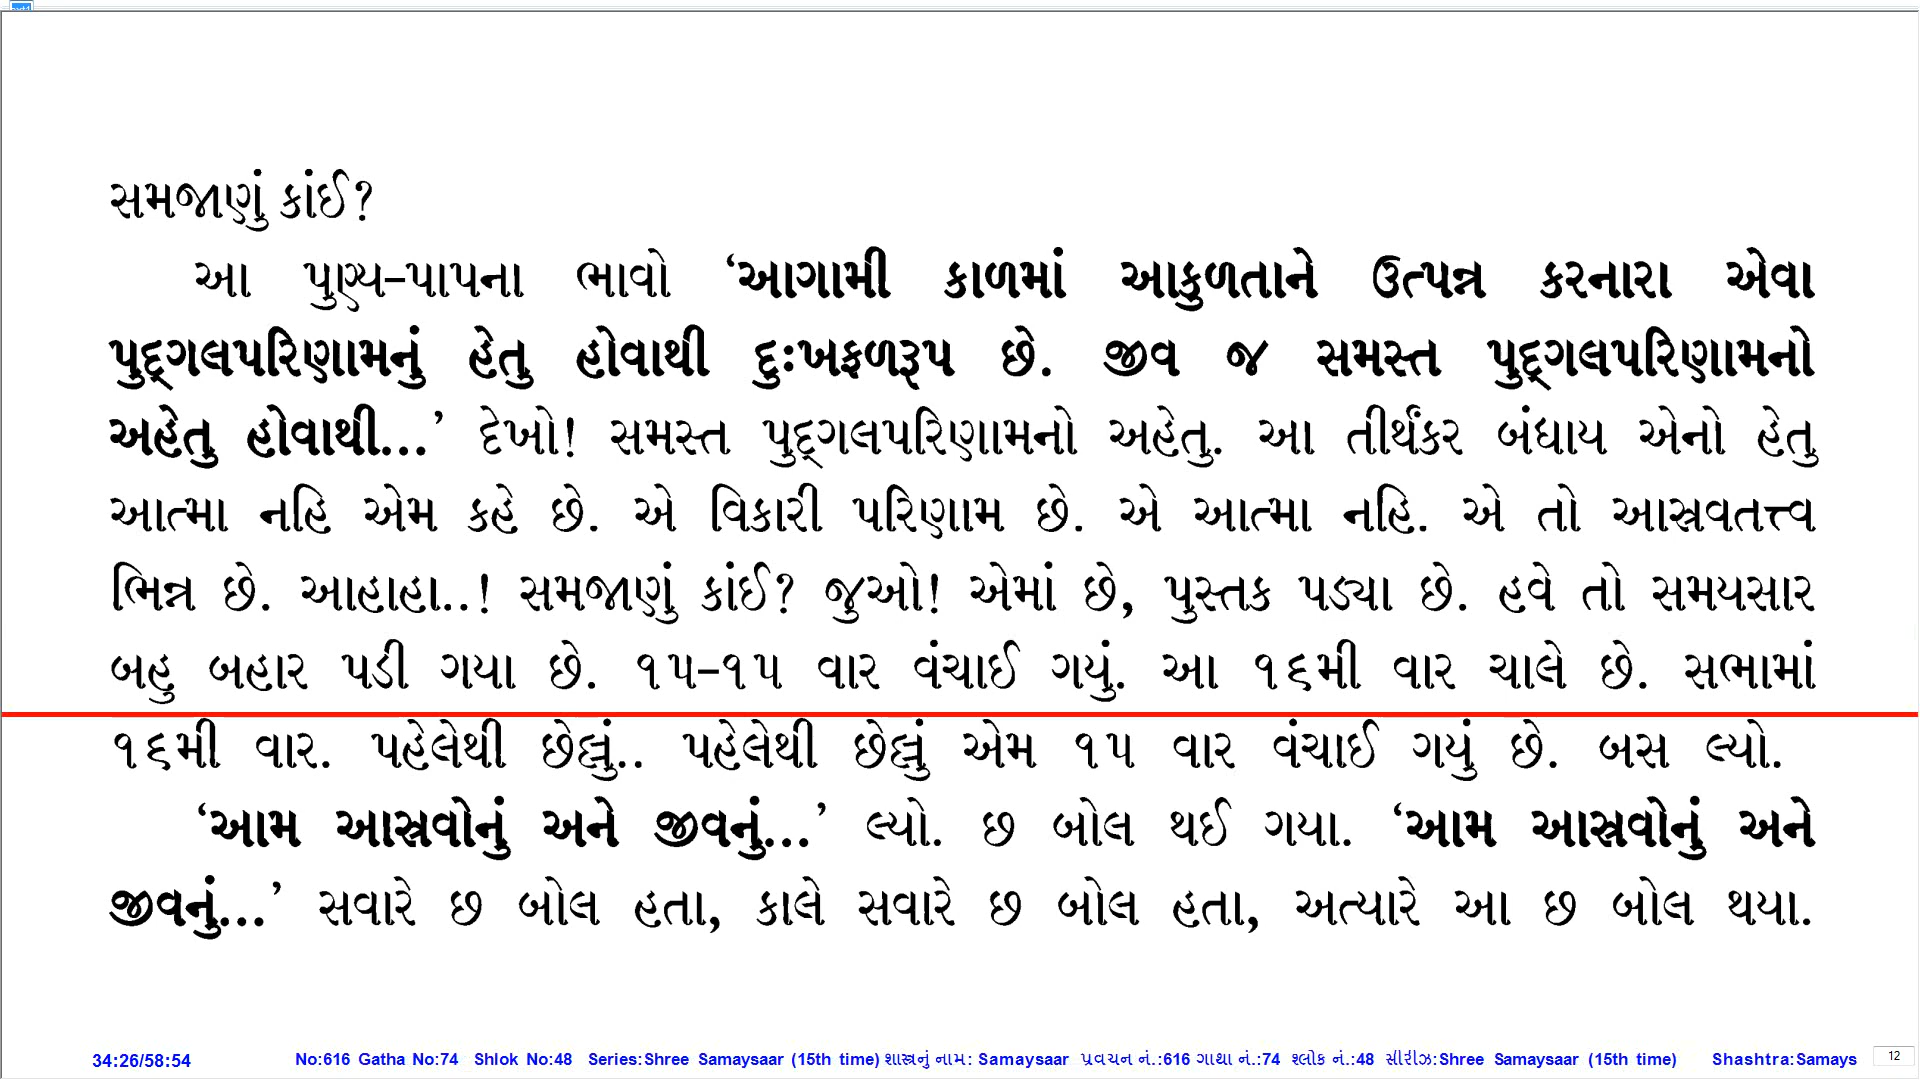 સમજાણું કાંઈ?
આ પુણ્ય-પાપના ભાવો ‘આગામી કાળમાં આકુળતાને ઉત્પન્ન કરનારા એવા
પુદ્ગલપરિણામનું હેતુ હોવાથી દુઃખફળરૂપ છે. જીવ જ સમસ્ત પુદ્ગલપરિણામનો
અહેતુ હોવાથી...’ દેખો! સમસ્ત પુદ્ગલપરિણામનો અહેતુ. આ તીર્થંકર બંધાય એનો હેતુ
આત્મા નહિ એમ કહે છે. એ વિકારી પરિણામ છે. એ આત્મા નહિ. એ તો આસ્રવતત્ત્વ
ભિન્ન છે. આહાહા..! સમજાણું કાંઈ? જુઓ! એમાં છે, પુસ્તક પડ્યા છે. હવે તો સમયસાર
બહુ બહાર પડી ગયા છે. ૧૫-૧૫ વાર વંચાઈ ગયું. આ ૧૬મી વાર ચાલે છે. સભામાં
૧૬મી વાર. પહેલેથી છેલ્લું.. પહેલેથી છેલ્લું એમ ૧૫ વાર વંચાઈ ગયું છે. બસ લ્યો.
‘આમ આસ્રવોનું અને જીવનું...’ લ્યો. છ બોલ થઈ ગયા. ‘આમ આસ્રવોનું અને
જીવનું...’ સવારે છ બોલ હતા, કાલે સવારે છ બોલ હતા, અત્યારે આ છ બોલ થયા.
34:26/58:54 No:616 Gatha No:74 Shlok No:48 Series:Shree Samaysaar (15th time) શાસ્ત્રનું નામ: Samaysaar પ્રવચન નં.:616 ગાથા નં.:74 શ્લોક નં.:48 સીરીઝ:Shree Samaysaar (15th time) Shashtra:Samays 12